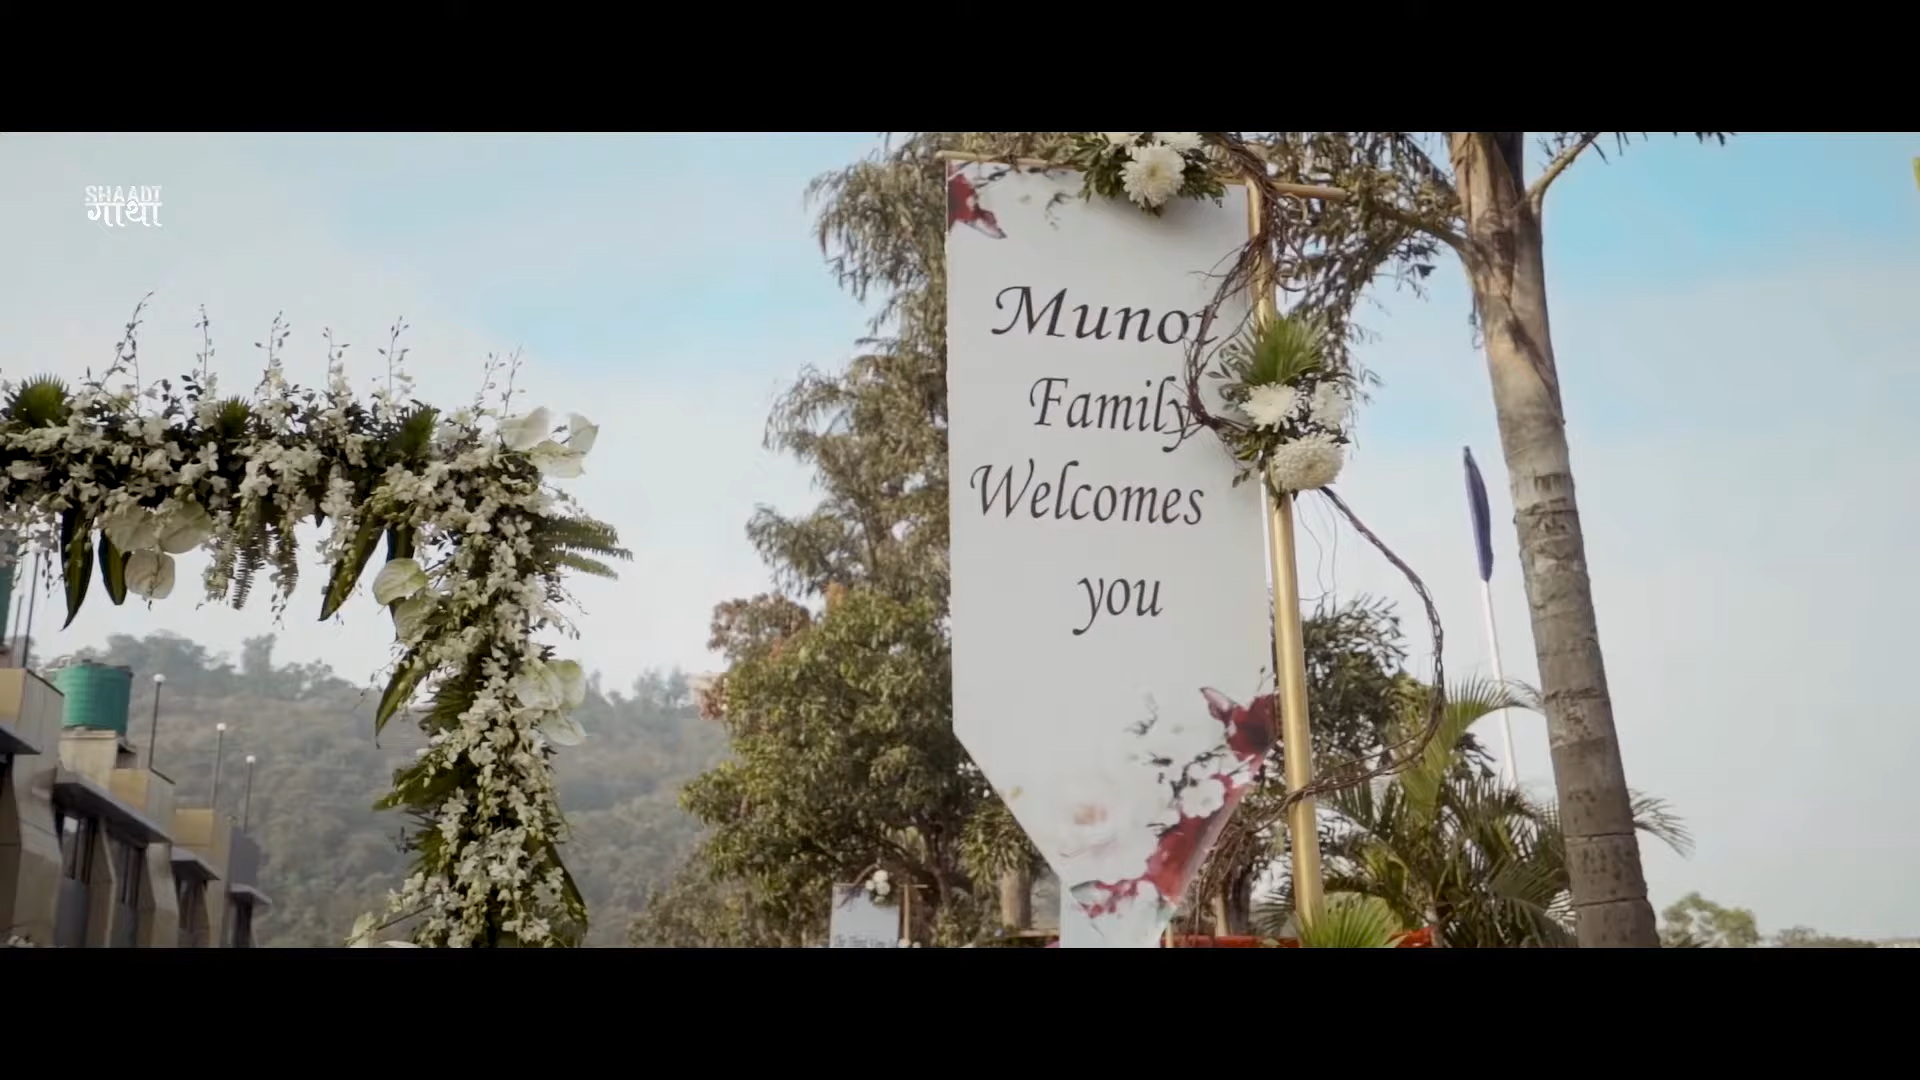 SHAADI
गाथा
Munot
Family
Welcomes
you